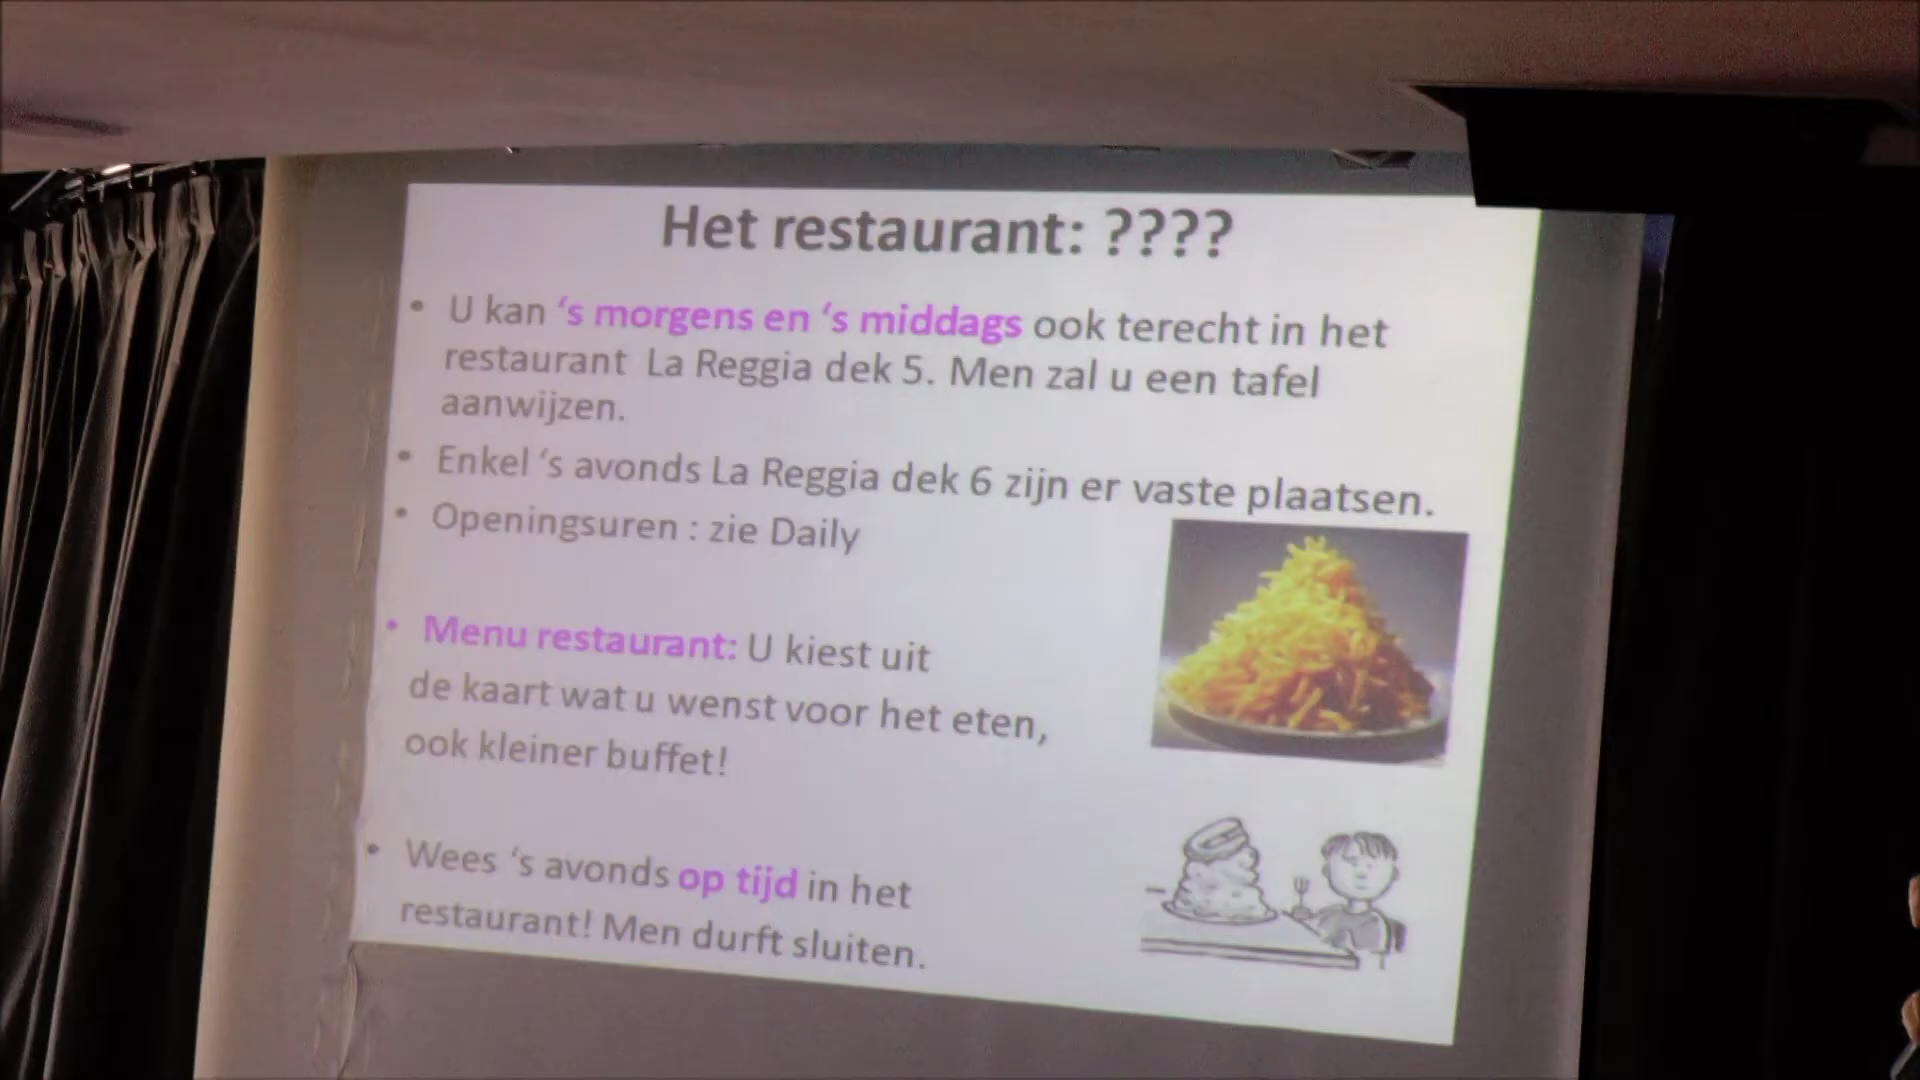 Het restaurant: ????
• U kan ‘s morgens en ‘s middags ook terecht in het
restaurant La Reggia dek 5. Men zal u een tafel
aanwijzen.
• Enkel ‘s avonds La Reggia dek 6 zijn er vaste plaatsen.
• Openingsuren : zie Daily
• Menu restaurant: U kiest uit
de kaart wat u wenst voor het eten,
ook kleiner buffet!
• Wees ‘s avonds op tijd in het
restaurant! Men durft sluiten.